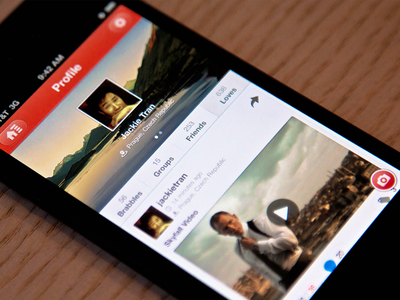 AT&T 3G
9:42 AM
Profile
Jackie Tran
Prague, Czech Republic
56
Brabbles
15
Groups
253
Friends
636
Loves
jackietran
Prague, Czech Republic
Skyfall Video